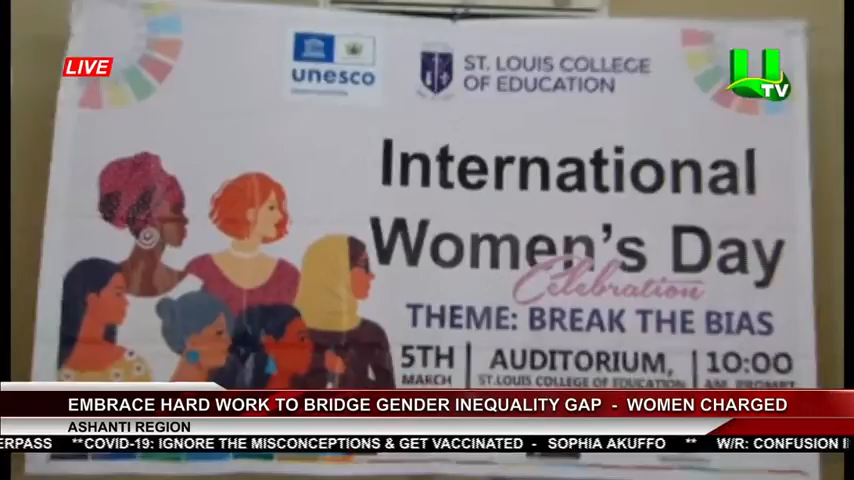 LIVE
unesco
ST. LOUIS COLLEGE
OF EDUCATION
U
TV
International
Women's Day
Celebration
THEME: BREAK THE BIAS
5TH
MARCH
AUDITORIUM,
ST.LOUIS COLLEGE OF EDUCATION
10:00
AM. PROMPT
EMBRACE HARD WORK TO BRIDGE GENDER INEQUALITY GAP - WOMEN CHARGED
ASHANTI REGION
ERPASS **COVID-19: IGNORE THE MISCONCEPTIONS & GET VACCINATED - SOPHIA AKUFFO ** W/R: CONFUSION I